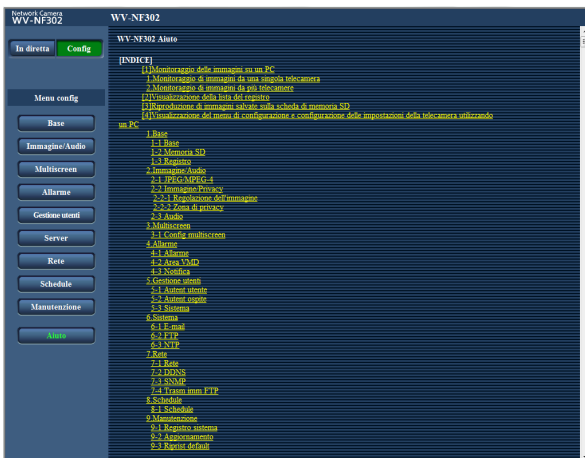 Network Camera
WV-NF302
WV-NF302
In diretta
Config
Menu config
Base
Immagine/Audio
Multiscreen
Allarme
Gestione utenti
Server
Rete
Schedule
Manutenzione
Aiuto
WV-NF302 Aiuto
[INDICE]
[1]Monitoraggio delle immagini su un PC
1.Monitoraggio di immagini da una singola telecamera
2.Monitoraggio di immagini da più telecamere
[2]Visualizzazione della lista del registro
[3]Riproduzione di immagini salvate sulla scheda di memoria SD
[4]Visualizzazione del menu di configurazione e configurazione delle impostazioni della telecamera utilizzando
un PC
1.Base
1-1 Base
1-2 Memoria SD
1-3 Registro
2.Immagine/Audio
2-1 JPEG/MPEG-4
2-2 Immagine/Privacy
2-2-1 Regolazione dell'immagine
2-2-2 Zona di privacy
2-3 Audio
3.Multiscreen
3-1 Config multiscreen
4.Allarme
4-1 Allarme
4-2 Area VMD
4-3 Notifica
5.Gestione utenti
5-1 Autent utente
5-2 Autent ospite
5-3 Sistema
6.Sistema
6-1 E-mail
6-2 FTP
6-3 NTP
7.Rete
7-1 Rete
7-2 DDNS
7-3 SNMP
7-4 Trasm imm FTP
8.Schedule
8-1 Schedule
9.Manutenzione
9-1 Registro sistema
9-2 Aggiornamento
9-3 Riprist default